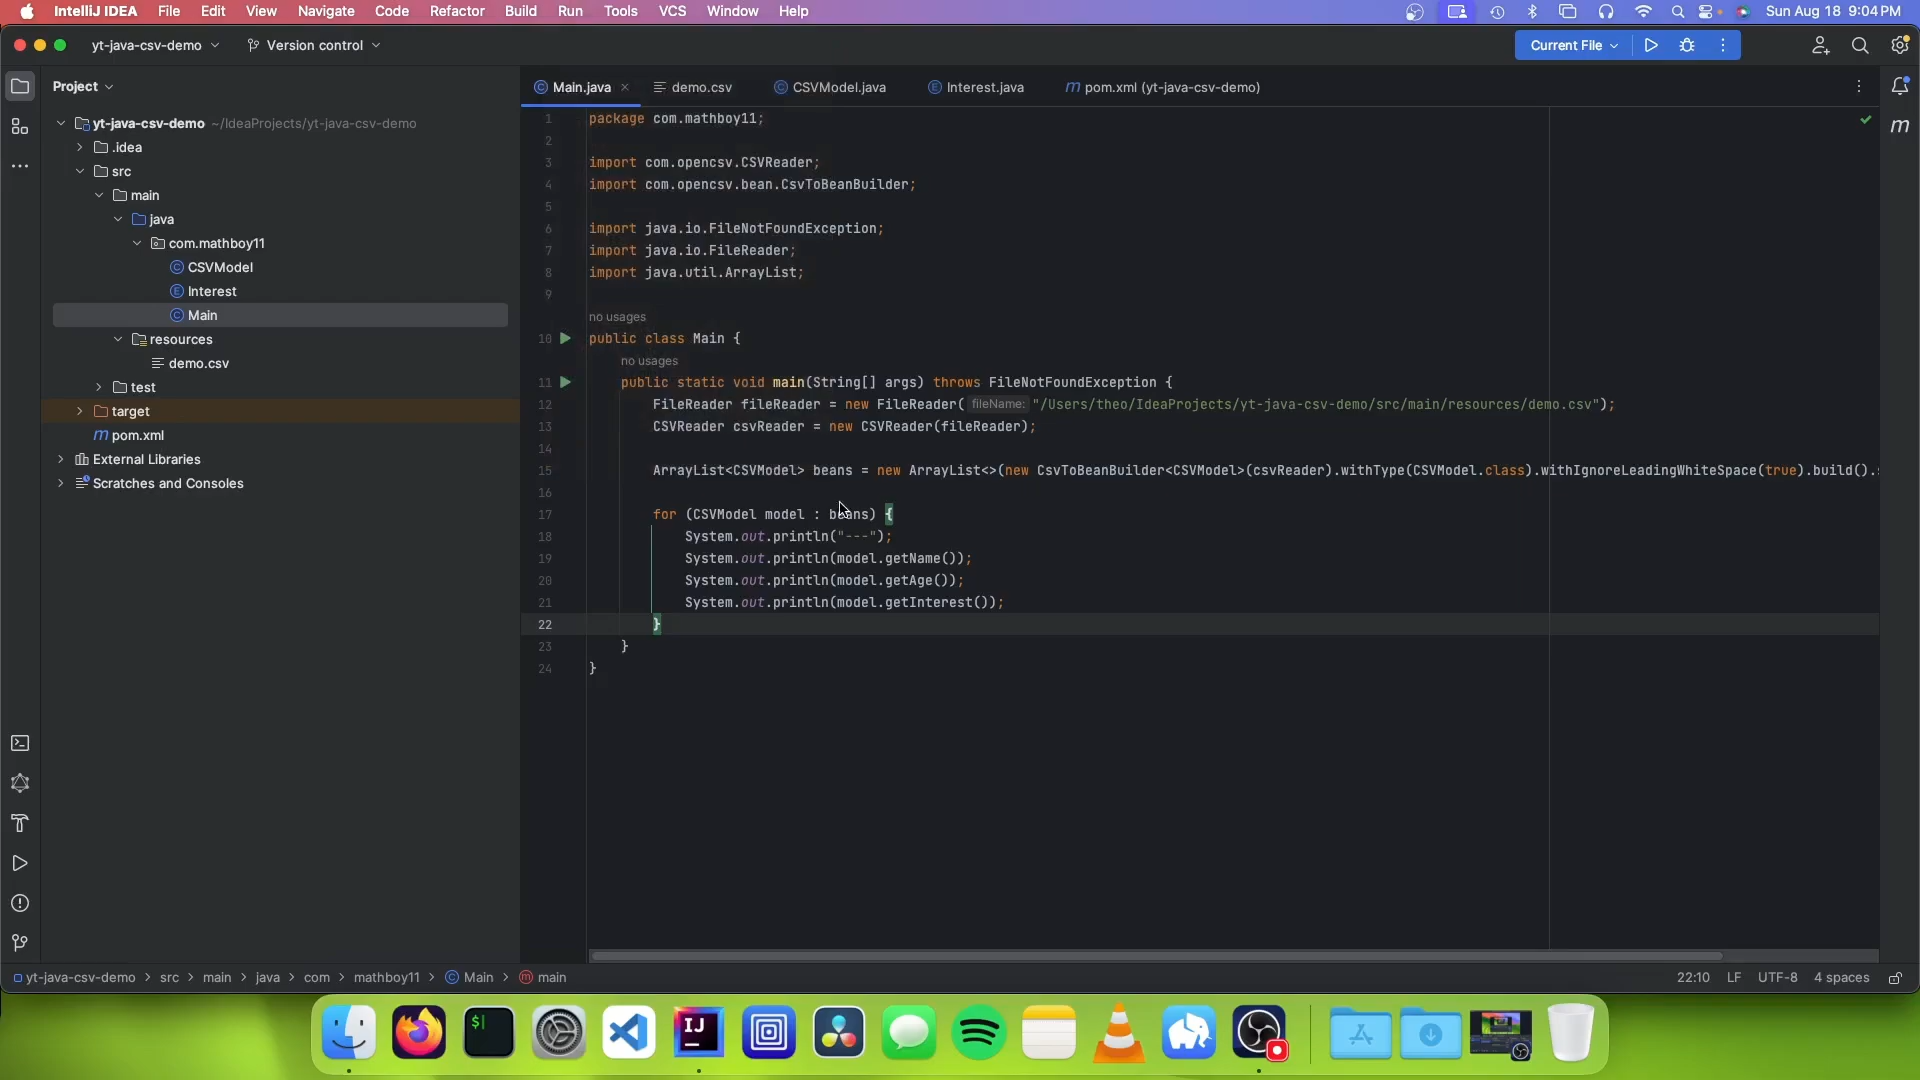 IntelliJ IDEA File Edit View Navigate Code Refactor Build Run Tools VCS Window Help Sun Aug 18 9:04 PM
yt-java-csv-demo Version control Current File
Project
Main.java demo.csv CSVModel.java Interest.java pom.xml (yt-java-csv-demo)
yt-java-csv-demo ~/IdeaProjects/yt-java-csv-demo
.idea
src
main
java
com.mathboy11
CSVModel
Interest
Main
resources
demo.csv
test
target
pom.xml
External Libraries
Scratches and Consoles
1 package com.mathboy11;
2
3 import com.opencsv.CSVReader;
4 import com.opencsv.bean.CsvToBeanBuilder;
5
6 import java.io.FileNotFoundException;
7 import java.io.FileReader;
8 import java.util.ArrayList;
9
no usages
10 public class Main {
no usages
11 public static void main(String[] args) throws FileNotFoundException {
12 FileReader fileReader = new FileReader( fileName: "/Users/theo/IdeaProjects/yt-java-csv-demo/src/main/resources/demo.csv");
13 CSVReader csvReader = new CSVReader(fileReader);
14
15 ArrayList<CSVModel> beans = new ArrayList<>(new CsvToBeanBuilder<CSVModel>(csvReader).withType(CSVModel.class).withIgnoreLeadingWhiteSpace(true).build().
16
17 for (CSVModel model : beans) {
18 System.out.println("---");
19 System.out.println(model.getName());
20 System.out.println(model.getAge());
21 System.out.println(model.getInterest());
22 }
23 }
24 }
yt-java-csv-demo > src > main > java > com > mathboy11 > Main > main 22:10 LF UTF-8 4 spaces
$
IJ